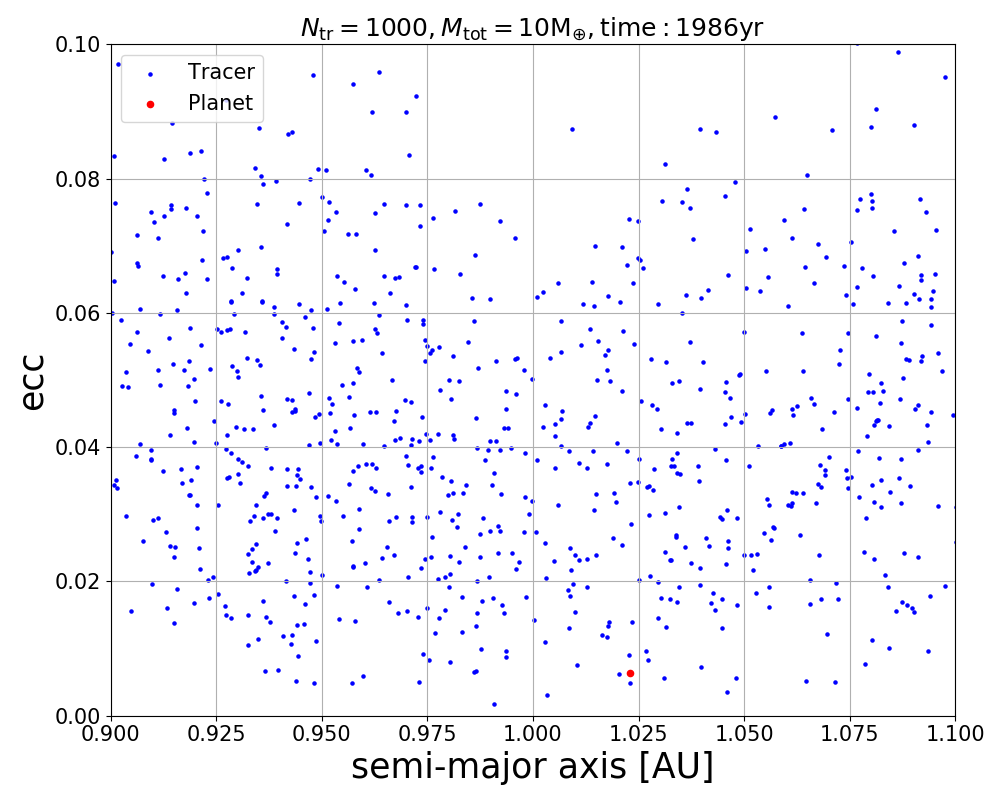 N_tr = 1000, M_tot = 10M_⊕, time : 1986yr
Tracer
Planet
0.10
0.08
0.06
0.04
0.02
0.00
ecc
0.900 0.925 0.950 0.975 1.000 1.025 1.050 1.075 1.100
semi-major axis [AU]